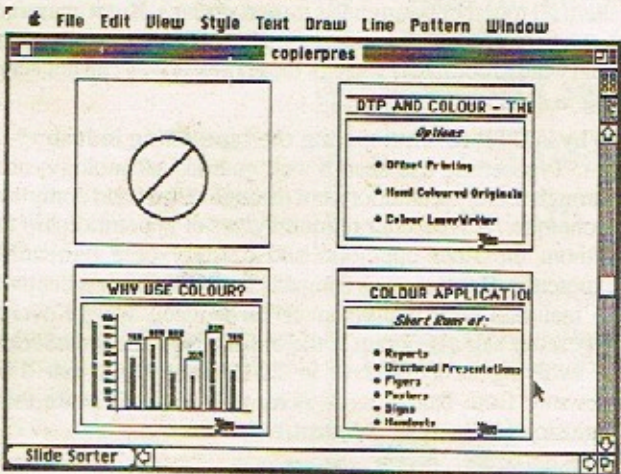 File Edit View Style Text Draw Line Pattern Window
copierpres
DTP AND COLOUR - THE
Options
• Offset Printing
• Hand Coloured Originals
• Colour LaserWriter
WHY USE COLOUR?
COLOUR APPLICATION
Short Runs of:
• Reports
• Overhead Presentations
• Flyers
• Posters
• Signs
• Handouts
Slide Sorter